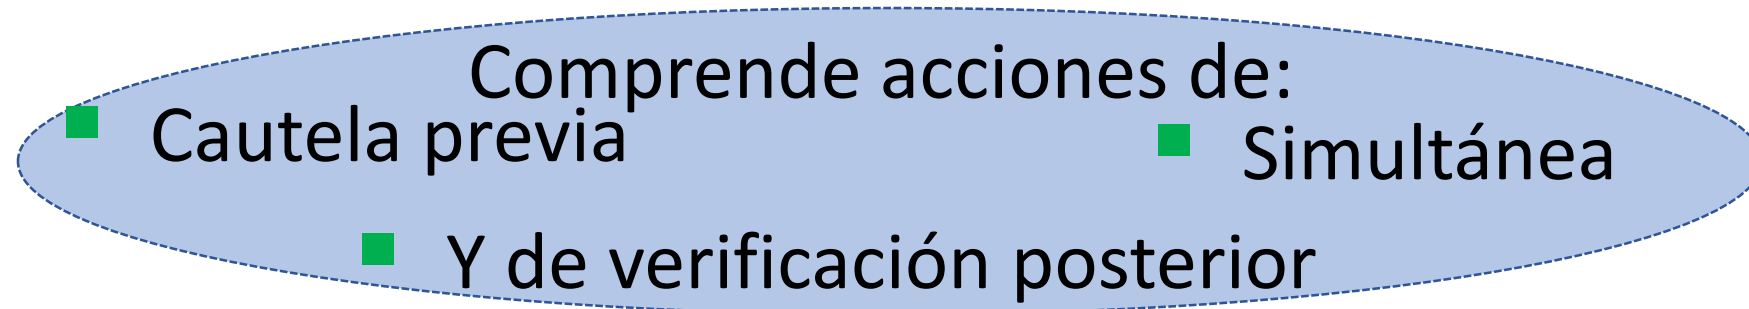 Comprende acciones de:
Cautela previa
Simultánea
Y de verificación posterior